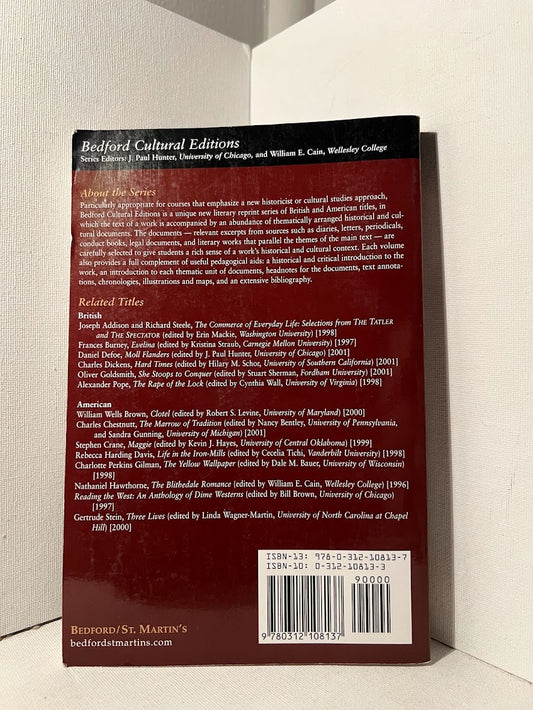 Bedford Cultural Editions
Series Editors: J. Paul Hunter, University of Chicago, and William E. Cain, Wellesley College
About the Series
Particularly appropriate for courses that emphasize a new historicist or cultural studies approach,
Bedford Cultural Editions is a unique new literary reprint series of British and American titles, in
which the text of a work is accompanied by an abundance of thematically arranged historical and cul-
tural documents. The documents — relevant excerpts from sources such as diaries, letters, periodicals,
conduct books, legal documents, and literary works that parallel the themes of the main text — are
carefully selected to give students a rich sense of a work's historical and cultural context. Each volume
also provides a full complement of useful pedagogical aids: a historical and critical introduction to the
work, an introduction to each thematic unit of documents, headnotes for the documents, text annota-
tions, chronologies, illustrations and maps, and an extensive bibliography.
Related Titles
British
Joseph Addison and Richard Steele, The Commerce of Everyday Life: Selections from THE TATLER
and THE SPECTATOR (edited by Erin Mackie, Washington University) [1998]
Frances Burney, Evelina (edited by Kristina Straub, Carnegie Mellon University) [1997]
Daniel Defoe, Moll Flanders (edited by J. Paul Hunter, University of Chicago) [2001]
Charles Dickens, Hard Times (edited by Hilary M. Schor, University of Southern California) [2001]
Oliver Goldsmith, She Stoops to Conquer (edited by Stuart Sherman, Fordham University) [2001]
Alexander Pope, The Rape of the Lock (edited by Cynthia Wall, University of Virginia) [1998]
American
William Wells Brown, Clotel (edited by Robert S. Levine, University of Maryland) [2000]
Charles Chestnutt, The Marrow of Tradition (edited by Nancy Bentley, University of Pennsylvania,
and Sandra Gunning, University of Michigan) [2001]
Stephen Crane, Maggie (edited by Kevin J. Hayes, University of Central Oklahoma) [1999]
Rebecca Harding Davis, Life in the Iron-Mills (edited by Cecelia Tichi, Vanderbilt University) [1998]
Charlotte Perkins Gilman, The Yellow Wallpaper (edited by Dale M. Bauer, University of Wisconsin)
[1998]
Nathaniel Hawthorne, The Blithedale Romance (edited by William E. Cain, Wellesley College) [1996]
Reading the West: An Anthology of Dime Westerns (edited by Bill Brown, University of Chicago)
[1997]
Gertrude Stein, Three Lives (edited by Linda Wagner-Martin, University of North Carolina at Chapel
Hill) [2000]
ISBN-13: 978-0-312-10813-7
ISBN-10: 0-312-10813-3
90000
9 780312 108137
BEDFORD/ST. MARTIN'S
bedfordstmartins.com